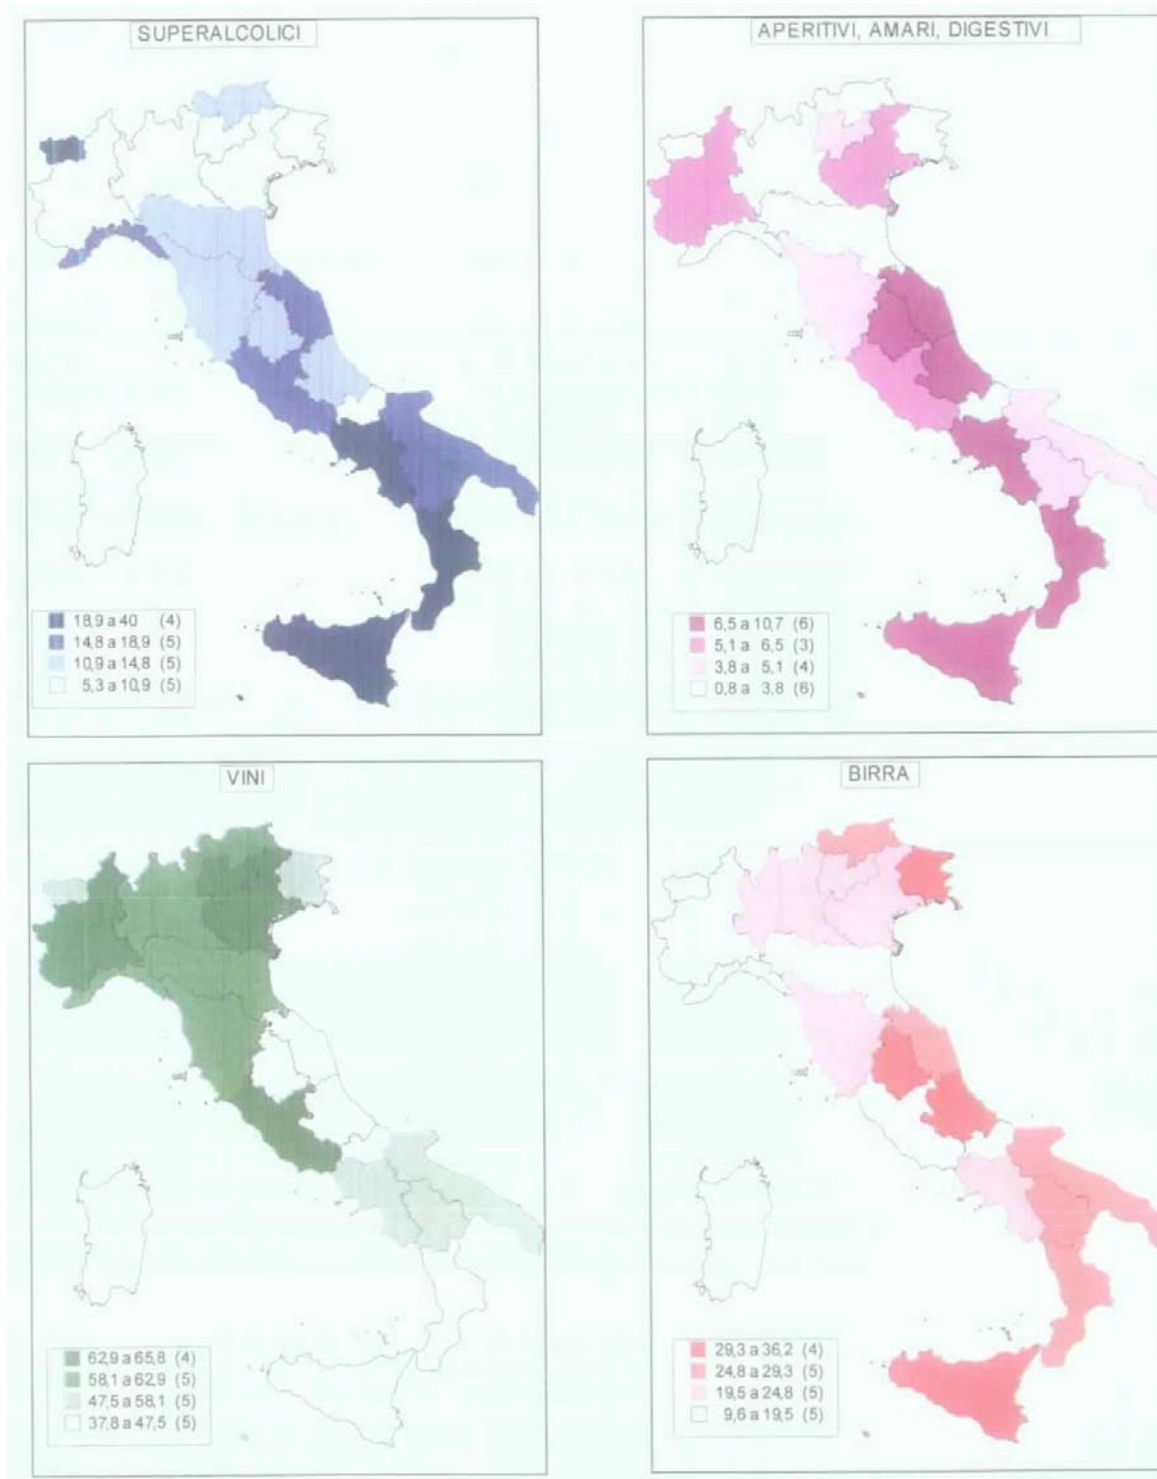 SUPERALCOLICI
18,9 a 40 (4)
14,8 a 18,9 (5)
10,9 a 14,8 (5)
5,3 a 10,9 (5)
APERITIVI, AMARI, DIGESTIVI
6,5 a 10,7 (6)
5,1 a 6,5 (3)
3,8 a 5,1 (4)
0,8 a 3,8 (6)
VINI
62,9 a 65,8 (4)
58,1 a 62,9 (5)
47,5 a 58,1 (5)
37,8 a 47,5 (5)
BIRRA
29,3 a 36,2 (4)
24,8 a 29,3 (5)
19,5 a 24,8 (5)
9,6 a 19,5 (5)